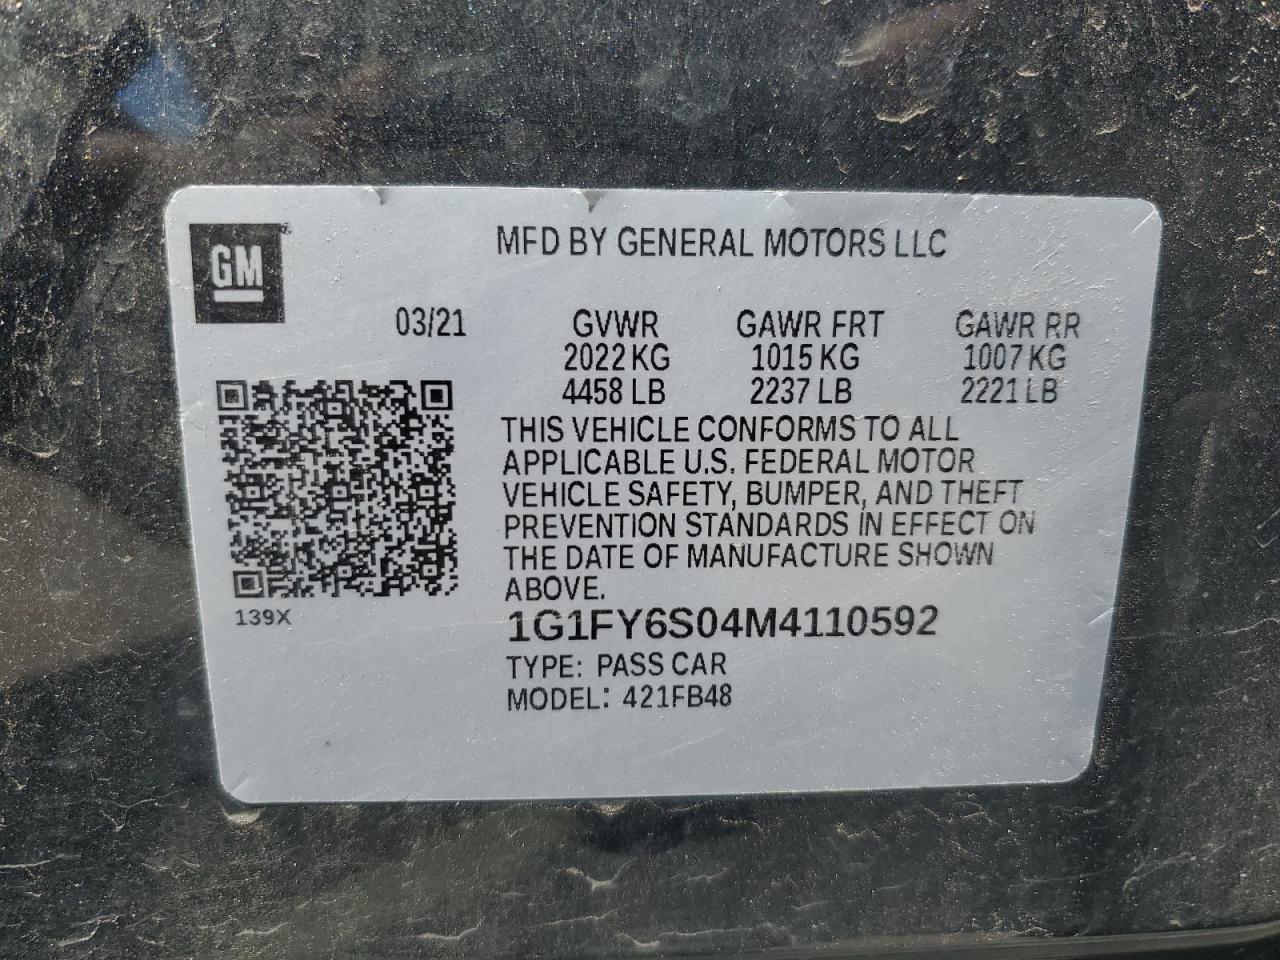 GM
MFD BY GENERAL MOTORS LLC
03/21 GVWR GAWR FRT GAWR RR
2022 KG 1015 KG 1007 KG
4458 LB 2237 LB 2221 LB
THIS VEHICLE CONFORMS TO ALL
APPLICABLE U.S. FEDERAL MOTOR
VEHICLE SAFETY, BUMPER, AND THEFT
PREVENTION STANDARDS IN EFFECT ON
THE DATE OF MANUFACTURE SHOWN
ABOVE.
139X
1G1FY6S04M4110592
TYPE: PASS CAR
MODEL: 421FB48